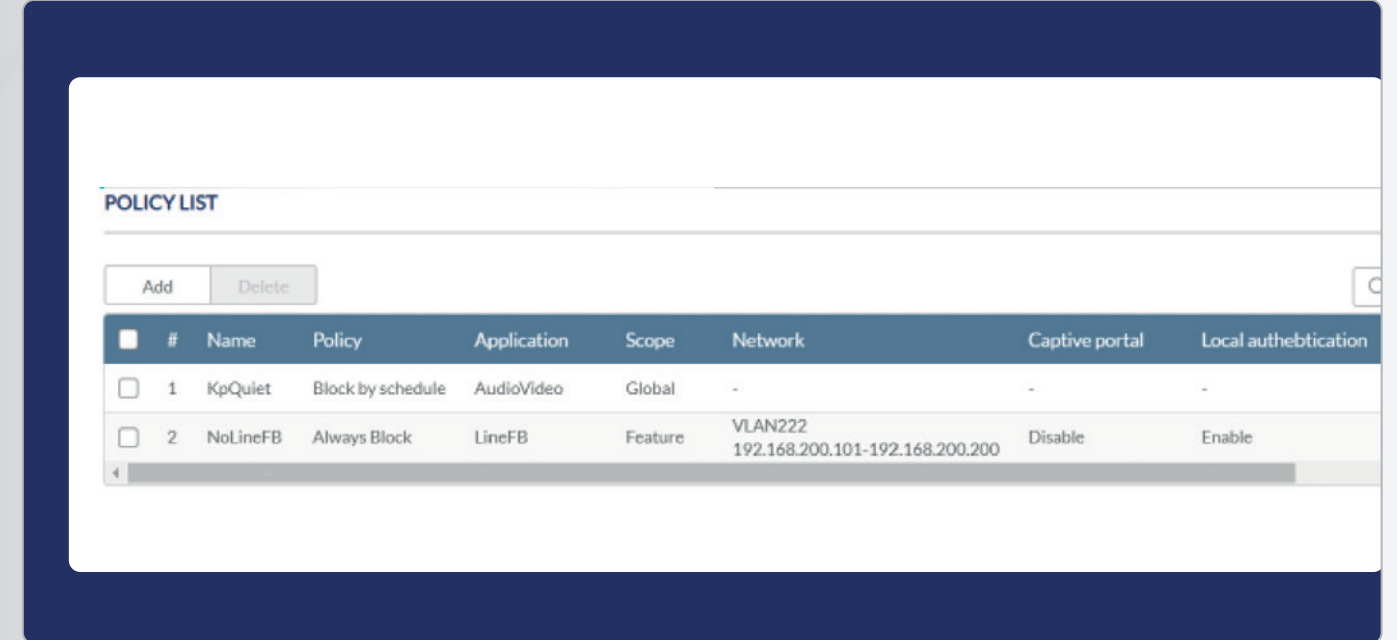 POLICY LIST
Add Delete
# Name Policy Application Scope Network Captive portal Local authebtication
1 KpQuiet Block by schedule AudioVideo Global - - -
2 NoLineFB Always Block LineFB Feature VLAN222 Disable Enable
192.168.200.101-192.168.200.200